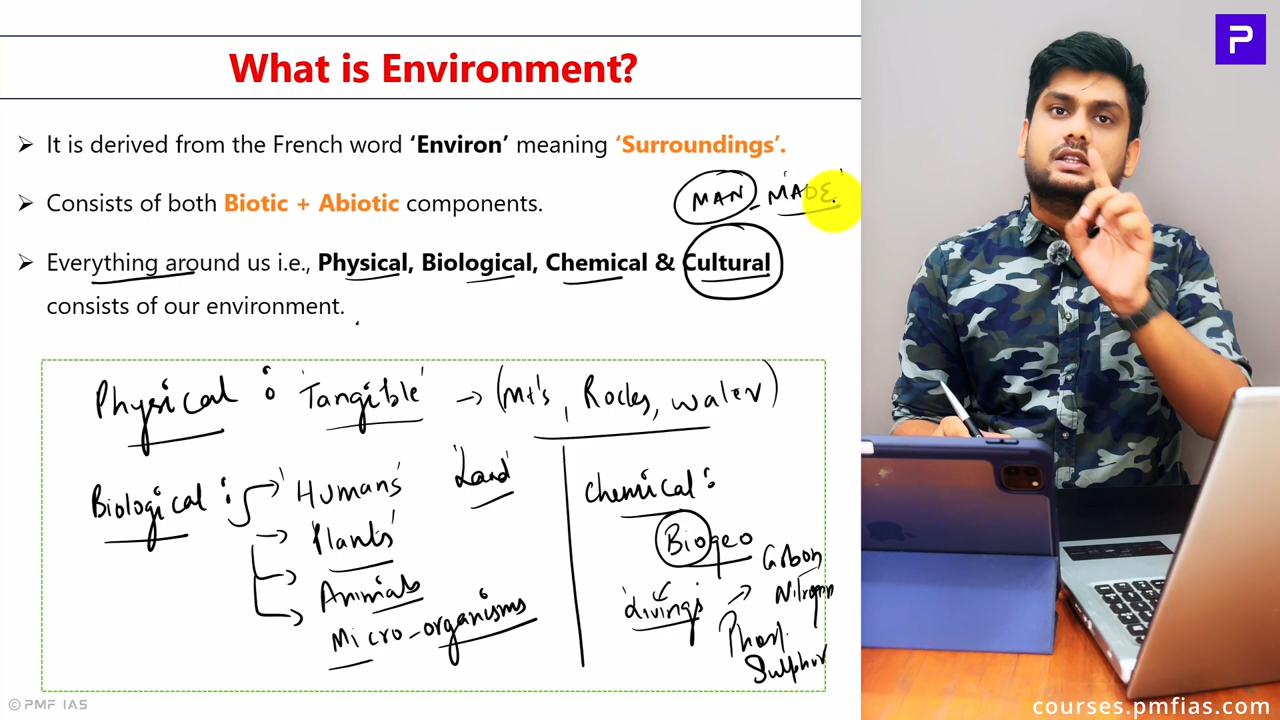 What is Environment?
➢ It is derived from the French word ‘Environ’ meaning ‘Surroundings’.
➢ Consists of both Biotic + Abiotic components.
MAN-MADE
➢ Everything around us i.e., Physical, Biological, Chemical & Cultural
consists of our environment.
Physical : 'Tangible' → (Mt's, Rocks, water)
'Land'
Biological : → 'Humans'
→ Plants'
→ Animals
→ Micro-organisms
Chemical :
Biogeo
'Livings' → Carbon
Nitrogen
Phosp.
Sulphur
© PMF IAS
P
courses.pmfias.com